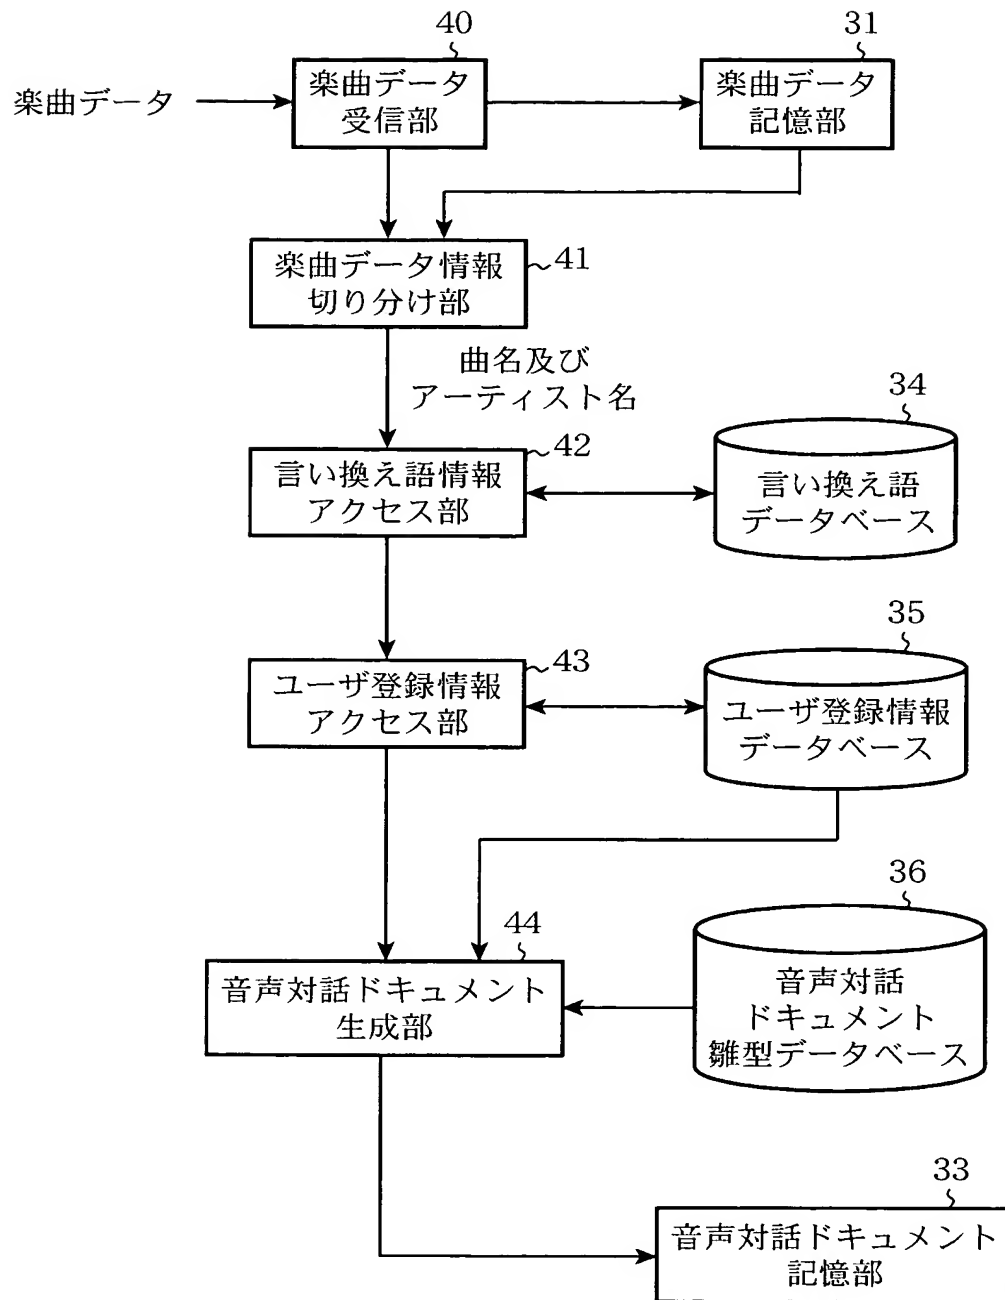 40
31
楽曲データ
楽曲データ
受信部
楽曲データ
記憶部
楽曲データ情報
切り分け部
41
曲名及び
アーティスト名
34
42
言い換え語情報
アクセス部
言い換え語
データベース
35
43
ユーザ登録情報
アクセス部
ユーザ登録情報
データベース
36
44
音声対話ドキュメント
生成部
音声対話
ドキュメント
雛型データベース
33
音声対話ドキュメント
記憶部